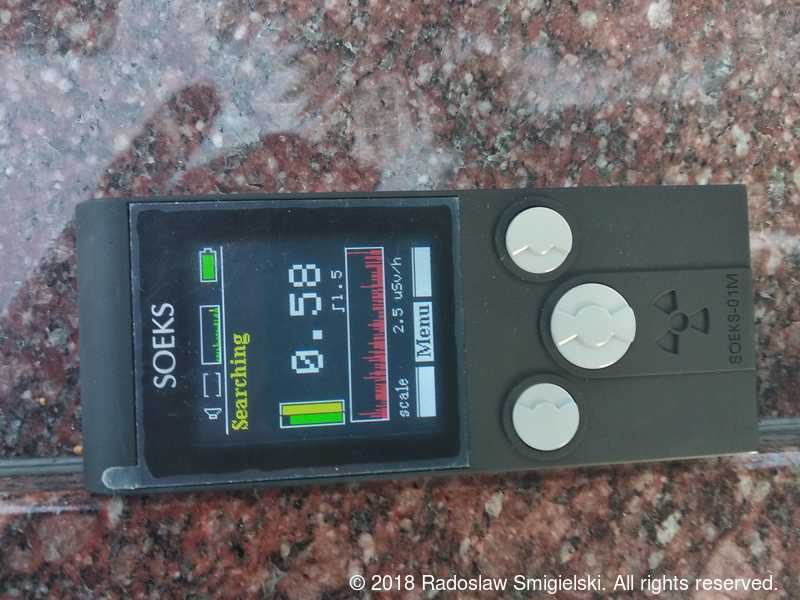 SOEKS
Searching
0.58
1.5
scale 2.5 uSv/h
Menu
SOEKS-01M
© 2018 Radoslaw Smigielski. All rights reserved.